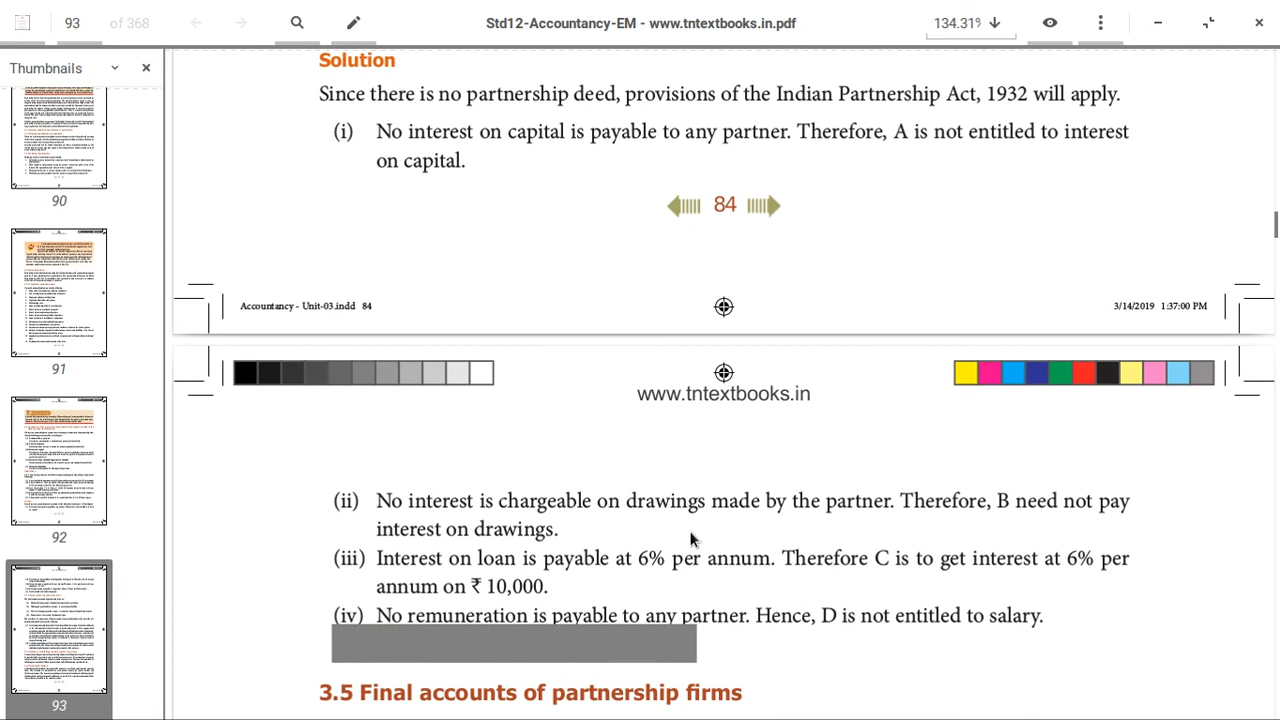 93 of 368
Std12-Accountancy-EM - www.tntextbooks.in.pdf
134.31%
Thumbnails
90
91
92
93
Solution
Since there is no partnership deed, provisions of the Indian Partnership Act, 1932 will apply.
(i) No interest on capital is payable to any partner. Therefore, A is not entitled to interest
on capital.
84
Accountancy - Unit-03.indd 84
3/14/2019 1:37:00 PM
www.tntextbooks.in
(ii) No interest is chargeable on drawings made by the partner. Therefore, B need not pay
interest on drawings.
(iii) Interest on loan is payable at 6% per annum. Therefore C is to get interest at 6% per
annum on ₹ 10,000.
(iv) No remuneration is payable to any partner. Hence, D is not entitled to salary.
3.5 Final accounts of partnership firms